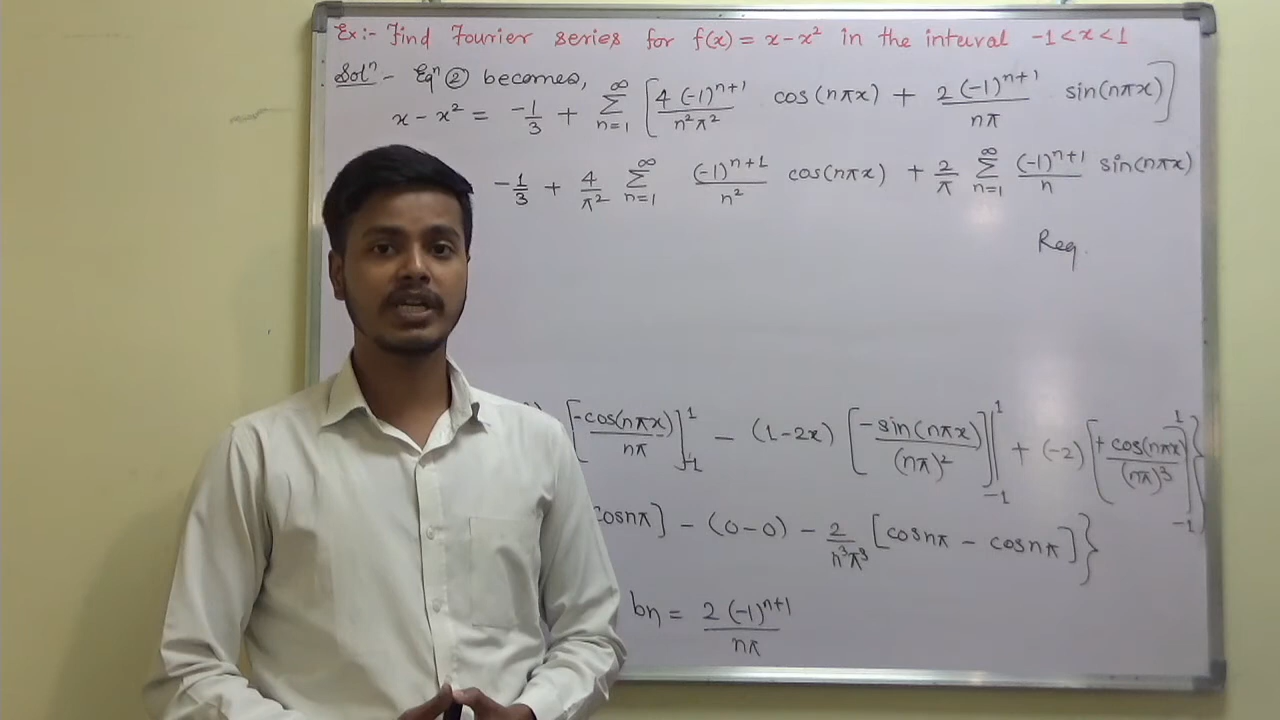 Ex:- Find Fourier series for f(x) = x-x² in the interval -1<x<1
Solⁿ - Eqⁿ ② becomes,
x - x² = -1/3 + ∑_{n=1}^{∞} [4(-1)^{n+1}/n²π² cos(nπx) + 2(-1)^{n+1}/nπ sin(nπx)]
-1/3 + 4/π² ∑_{n=1}^{∞} (-1)^{n+1}/n² cos(nπx) + 2/π ∑_{n=1}^{∞} (-1)^{n+1}/n sin(nπx)
Req.
[-cos(nπx)/nπ]_{-1}^{1} - (1-2x) [-sin(nπx)/(nπ)²]_{-1}^{1} + (-2) [+cos(nπx)/(nπ)³]_{-1}^{1}}
cosnπ] - (0-0) - 2/n³π³ [cosnπ - cosnπ]}
bn = 2(-1)^{n+1}/nπ